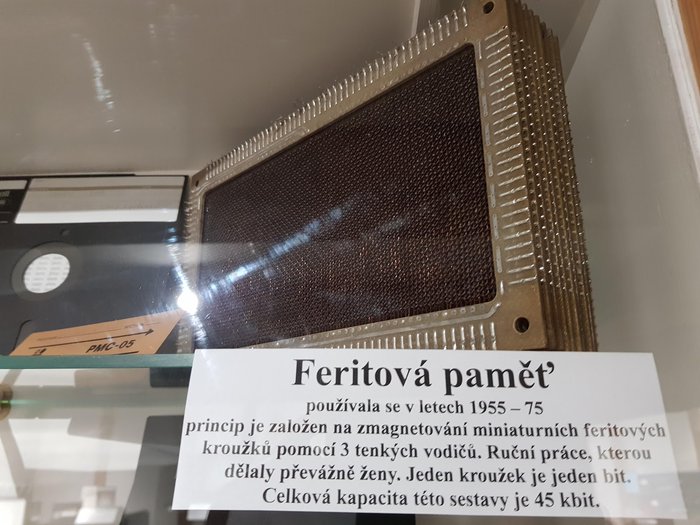 PMC-05
Feritová paměť
používala se v letech 1955 – 75
princip je založen na zmagnetování miniaturních feritových
kroužků pomocí 3 tenkých vodičů. Ruční práce, kterou
dělaly převážně ženy. Jeden kroužek je jeden bit.
Celková kapacita této sestavy je 45 kbit.